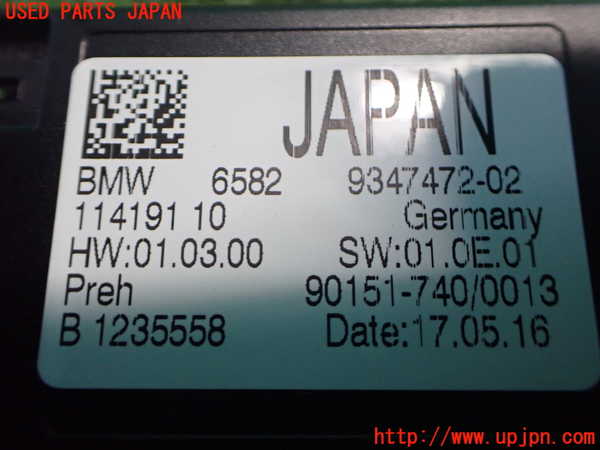 USED PARTS JAPAN
JAPAN
BMW 6582 9347472-02
114191 10 Germany
HW:01.03.00 SW:01.0E.01
Preh 90151-740/0013
B 1235558 Date:17.05.16
http://www.upjpn.com/